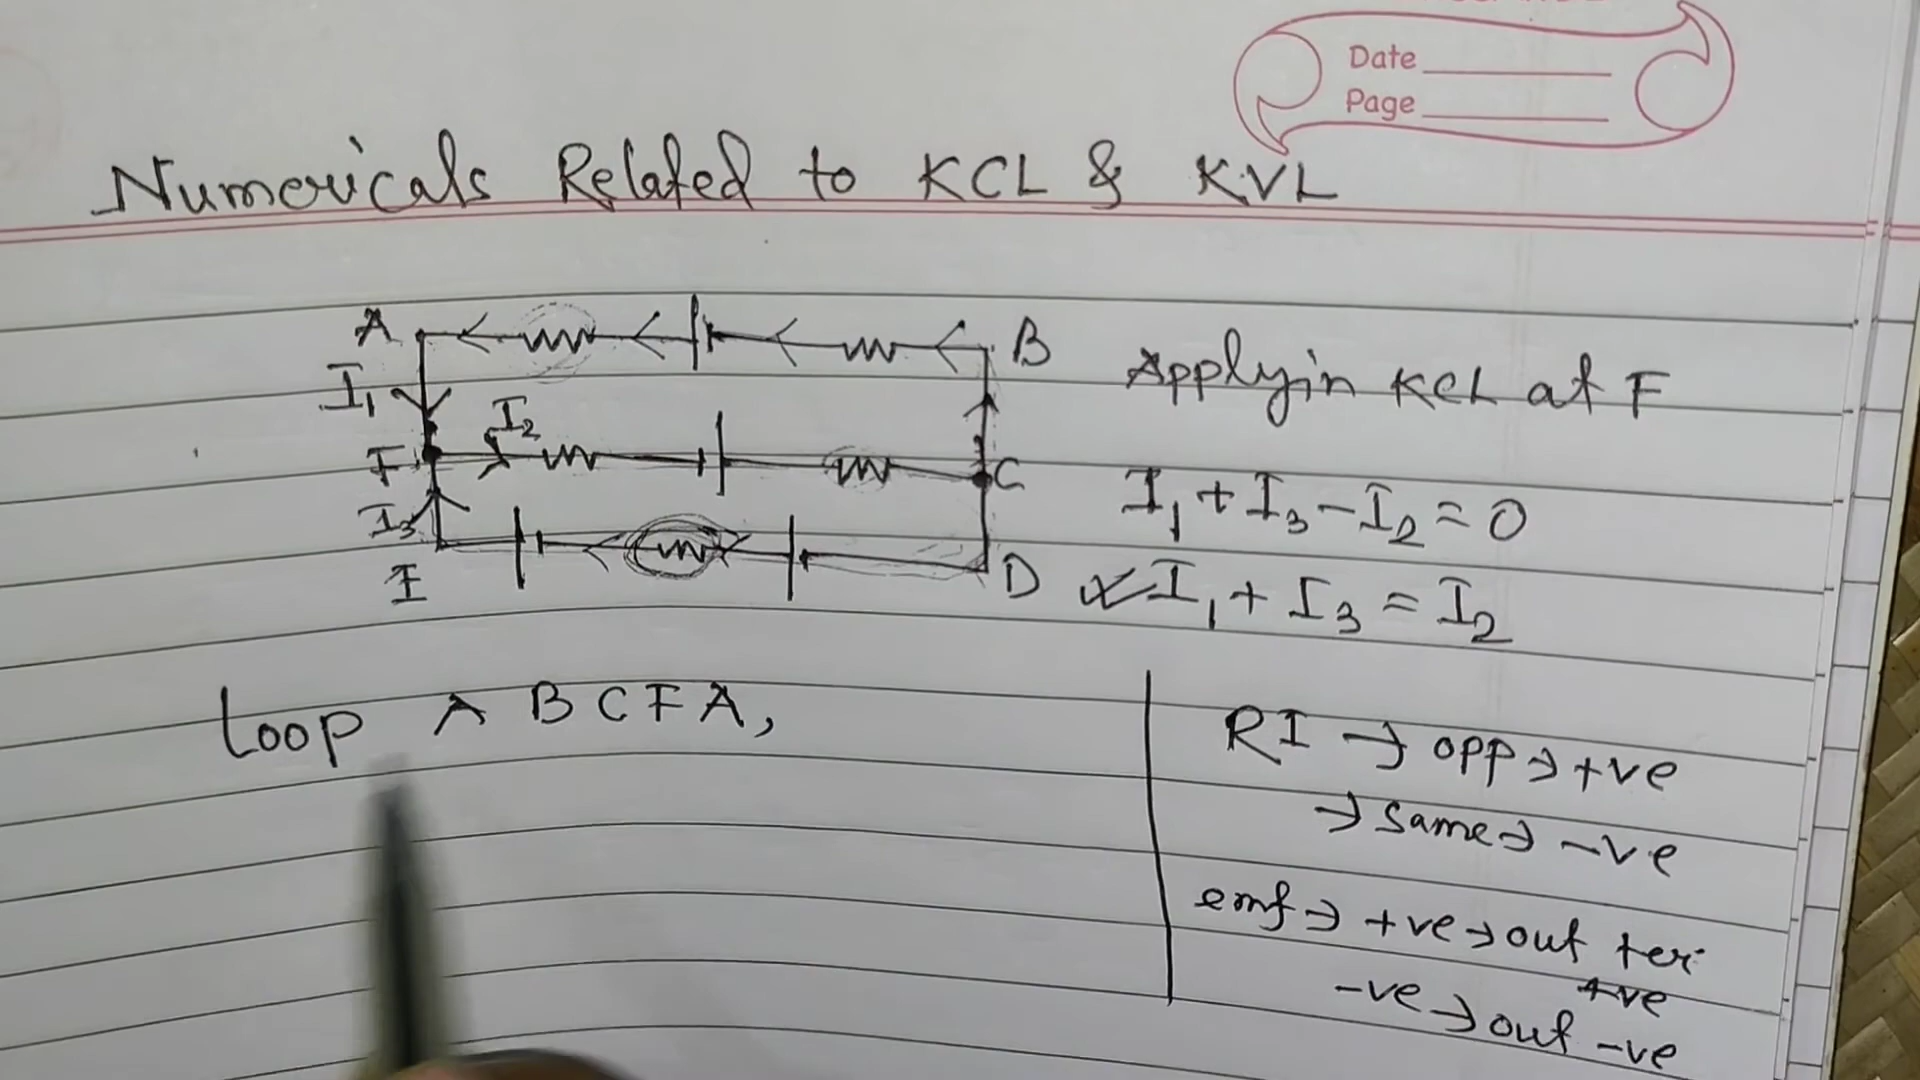 Date
Page
Numericals Related to KCL & KVL
A
B
I₁
I₂
F
C
I₃
I
D
Applyin KCL at F
I₁ + I₃ - I₂ = 0
I₁ + I₃ = I₂
Loop A B C F A,
RI → opp → +ve
→ Same → -ve
emf → +ve → out ter.
+ve
-ve → out -ve